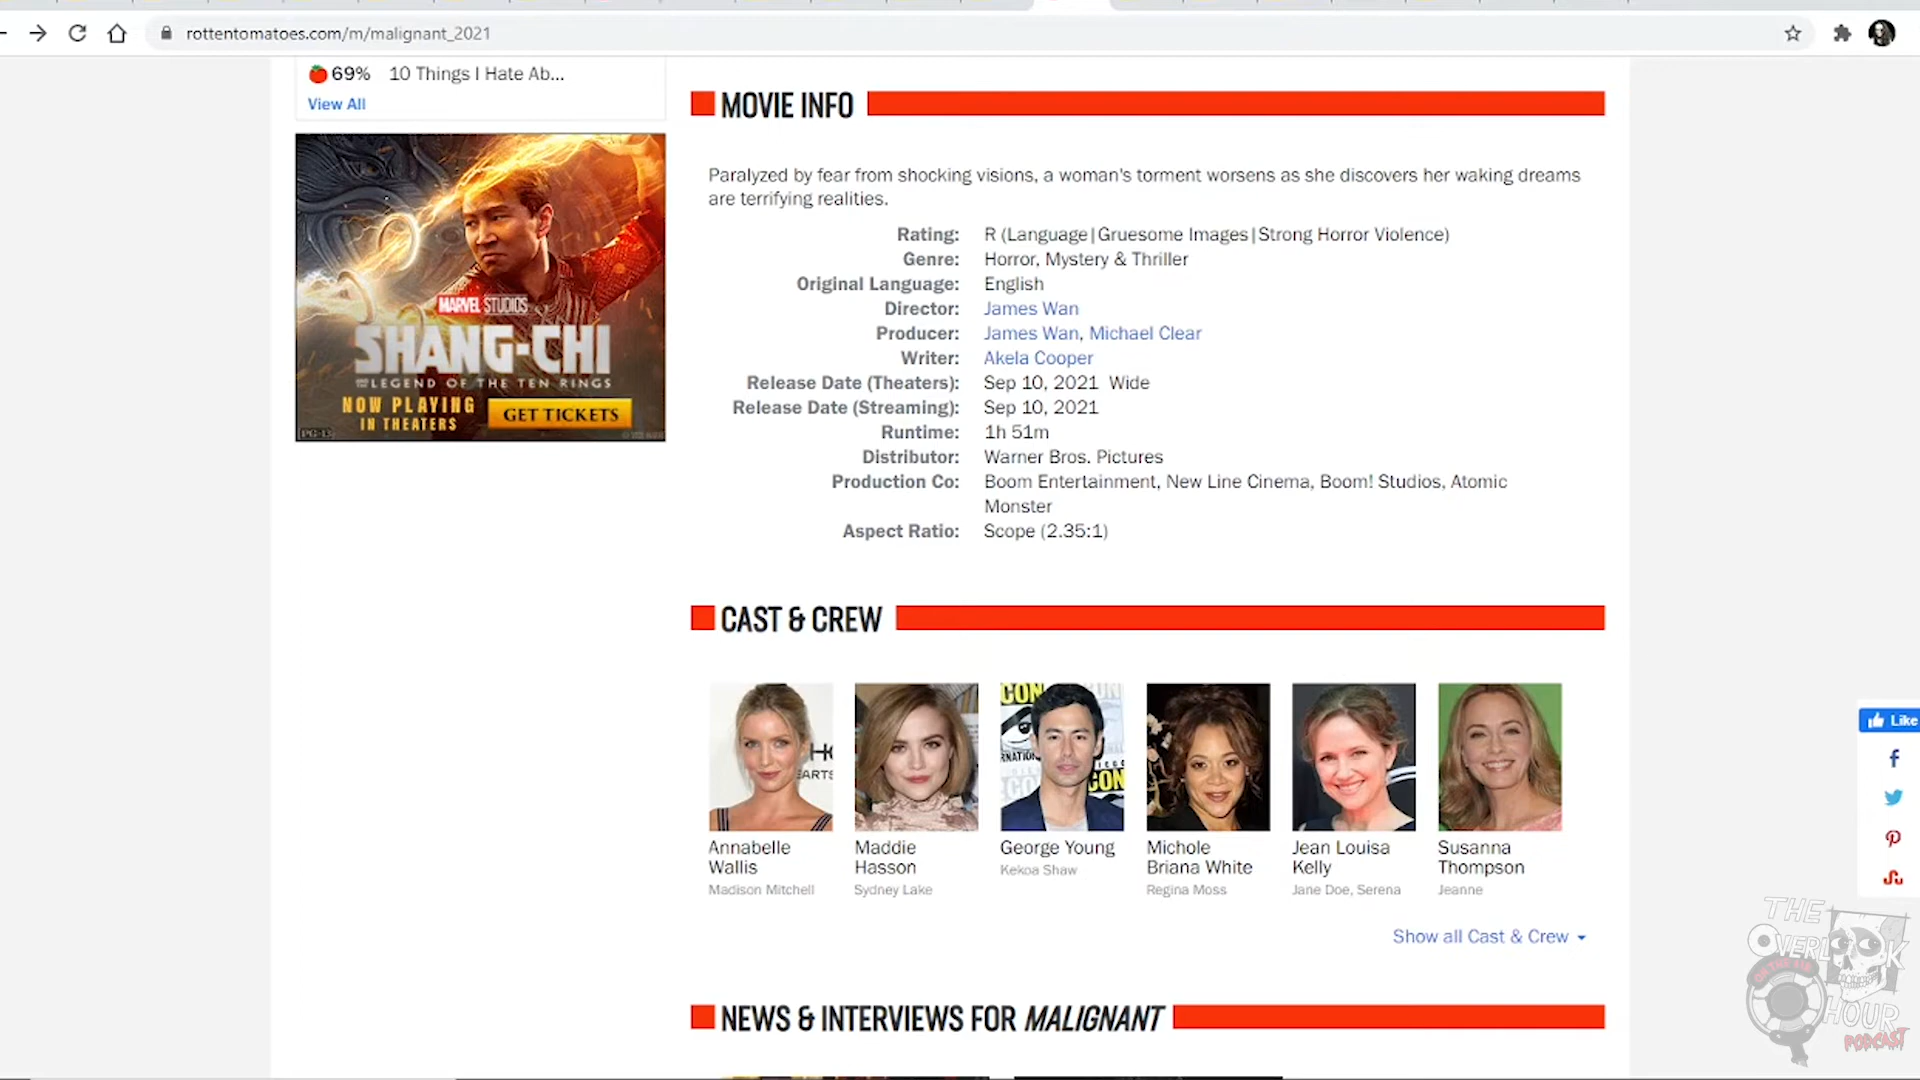 rottentomatoes.com/m/malignant_2021
69% 10 Things I Hate Ab...
View All
MARVEL STUDIOS
SHANG-CHI
AND THE LEGEND OF THE TEN RINGS
NOW PLAYING
IN THEATERS
GET TICKETS
PG-13
MOVIE INFO
Paralyzed by fear from shocking visions, a woman's torment worsens as she discovers her waking dreams
are terrifying realities.
Rating: R (Language|Gruesome Images|Strong Horror Violence)
Genre: Horror, Mystery & Thriller
Original Language: English
Director: James Wan
Producer: James Wan, Michael Clear
Writer: Akela Cooper
Release Date (Theaters): Sep 10, 2021 Wide
Release Date (Streaming): Sep 10, 2021
Runtime: 1h 51m
Distributor: Warner Bros. Pictures
Production Co: Boom Entertainment, New Line Cinema, Boom! Studios, Atomic
Monster
Aspect Ratio: Scope (2.35:1)
CAST & CREW
Annabelle
Wallis
Madison Mitchell
Maddie
Hasson
Sydney Lake
George Young
Kekoa Shaw
Michole
Briana White
Regina Moss
Jean Louisa
Kelly
Jane Doe, Serena
Susanna
Thompson
Jeanne
Show all Cast & Crew
NEWS & INTERVIEWS FOR MALIGNANT
Like
THE
OVERLOOK
HOUR
PODCAST